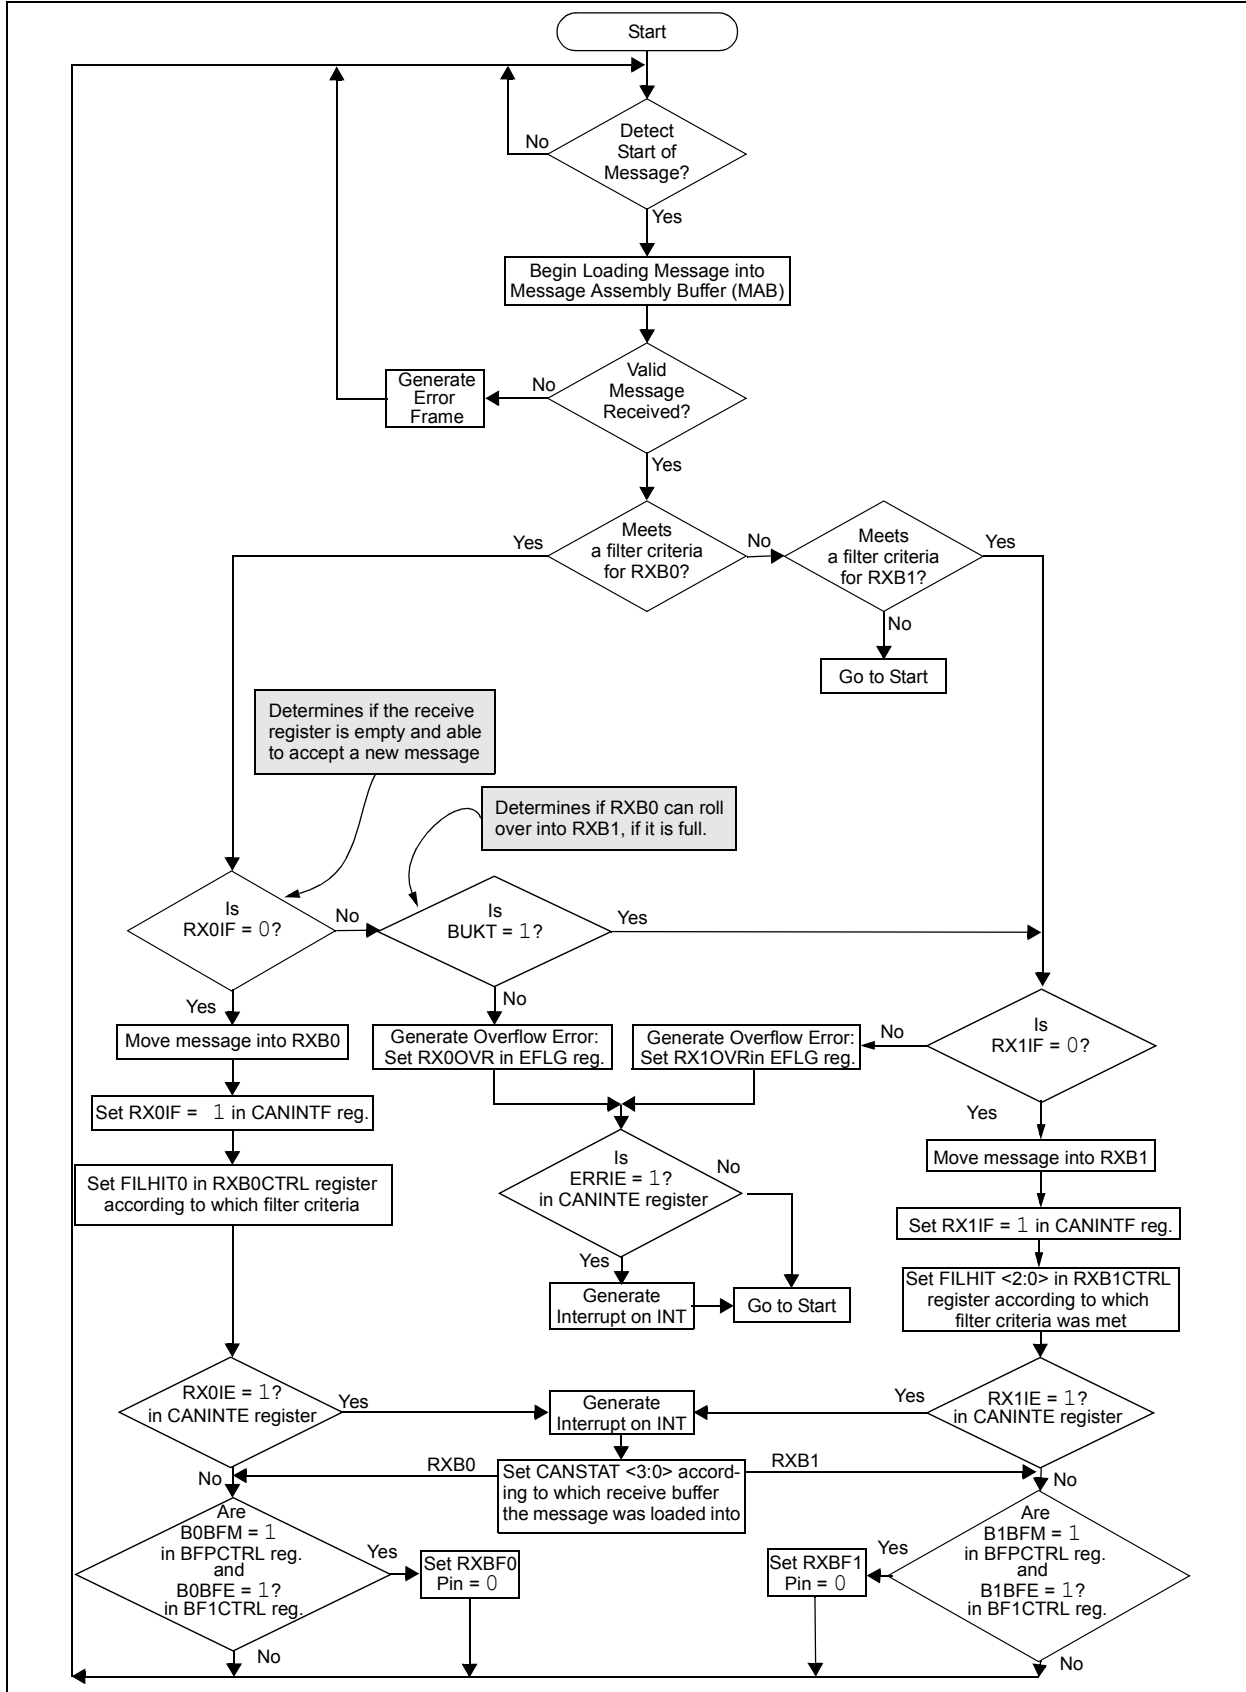 Start
Detect
Start of
Message?
No
Yes
Begin Loading Message into
Message Assembly Buffer (MAB)
Valid
Message
Received?
No
Generate
Error
Frame
Yes
Meets
a filter criteria
for RXB0?
Yes
No
Meets
a filter criteria
for RXB1?
Yes
No
Go to Start
Determines if the receive
register is empty and able
to accept a new message
Determines if RXB0 can roll
over into RXB1, if it is full.
Is
RX0IF = 0?
No
Is
BUKT = 1?
Yes
Yes
No
Move message into RXB0
Generate Overflow Error:
Set RX0OVR in EFLG reg.
Generate Overflow Error:
Set RX1OVRin EFLG reg.
No
Is
RX1IF = 0?
Set RX0IF = 1 in CANINTF reg.
Yes
Set FILHIT0 in RXB0CTRL register
according to which filter criteria
Is
ERRIE = 1?
in CANINTE register
No
Yes
Move message into RXB1
Set RX1IF = 1 in CANINTF reg.
Generate
Interrupt on INT
Go to Start
Set FILHIT <2:0> in RXB1CTRL
register according to which
filter criteria was met
RX0IE = 1?
in CANINTE register
Yes
Generate
Interrupt on INT
Yes
RX1IE = 1?
in CANINTE register
No
RXB0
Set CANSTAT <3:0> accord-
ing to which receive buffer
the message was loaded into
RXB1
No
Are
B0BFM = 1
in BFPCTRL reg.
and
B0BFE = 1?
in BF1CTRL reg.
Yes
Set RXBF0
Pin = 0
Set RXBF1
Pin = 0
Yes
Are
B1BFM = 1
in BFPCTRL reg.
and
B1BFE = 1?
in BF1CTRL reg.
No
No